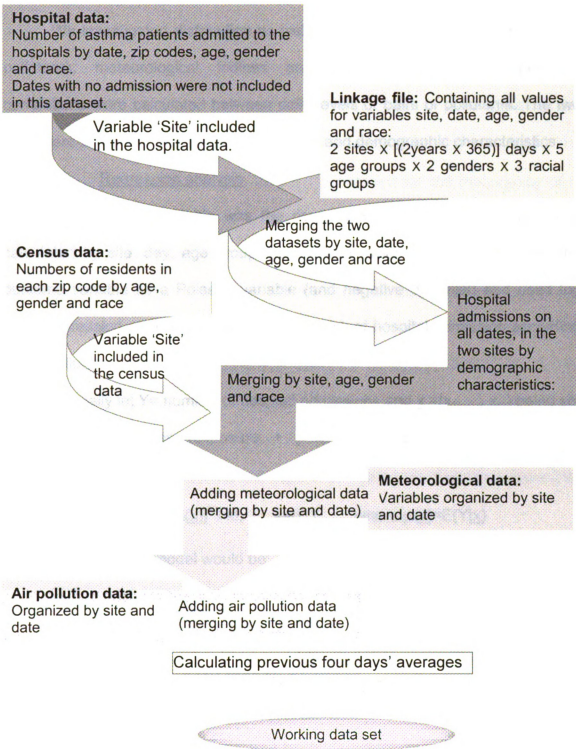 Hospital data:
Number of asthma patients admitted to the
hospitals by date, zip codes, age, gender
and race.
Dates with no admission were not included
in this dataset.
Linkage file: Containing all values
for variables site, date, age, gender
and race:
2 sites x [(2years x 365)] days x 5
age groups x 2 genders x 3 racial
groups
Variable 'Site' included
in the hospital data.
Merging the two
datasets by site, date,
age, gender and race
Census data:
Numbers of residents in
each zip code by age,
gender and race
Hospital
admissions on
all dates, in the
two sites by
demographic
characteristics:
Variable 'Site'
included in
the census
data
Merging by site, age, gender
and race
Adding meteorological data
(merging by site and date)
Meteorological data:
Variables organized by site
and date
Air pollution data:
Organized by site and
date
Adding air pollution data
(merging by site and date)
Calculating previous four days' averages
Working data set